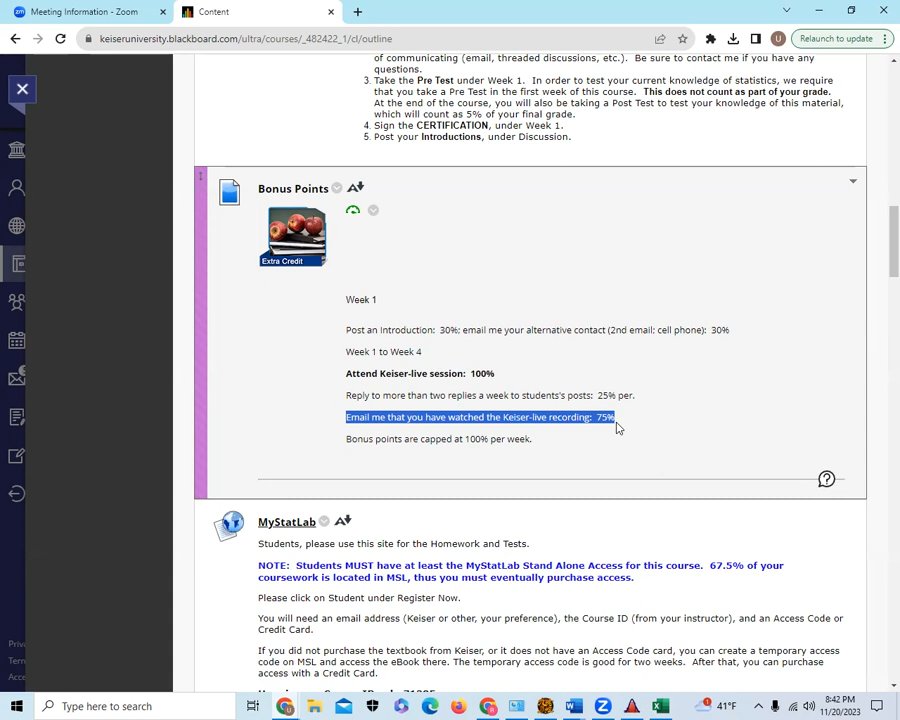 Meeting Information - Zoom
Content
keiseruniversity.blackboard.com/ultra/courses/_482422_1/cl/outline
Relaunch to update
U
of communicating (email, threaded discussions, etc.).  Be sure to contact me if you have any
questions.
3. Take the Pre Test under Week 1.  In order to test your current knowledge of statistics, we require
that you take a Pre Test in the first week of this course.  This does not count as part of your grade.
At the end of the course, you will also be taking a Post Test to test your knowledge of this material,
which will count as 5% of your final grade.
4. Sign the CERTIFICATION, under Week 1.
5. Post your Introductions, under Discussion.
Bonus Points
Extra Credit
Week 1
Post an Introduction:  30%; email me your alternative contact (2nd email; cell phone):  30%
Week 1 to Week 4
Attend Keiser-live session:  100%
Reply to more than two replies a week to students's posts:  25% per.
Email me that you have watched the Keiser-live recording:  75%
Bonus points are capped at 100% per week.
MyStatLab
Students, please use this site for the Homework and Tests.
NOTE:  Students MUST have at least the MyStatLab Stand Alone Access for this course.  67.5% of your
coursework is located in MSL, thus you must eventually purchase access.
Please click on Student under Register Now.
You will need an email address (Keiser or other, your preference), the Course ID (from your instructor), and an Access Code or
Credit Card.
If you did not purchase the textbook from Keiser, or it does not have an Access Code card, you can create a temporary access
code on MSL and access the eBook there. The temporary access code is good for two weeks.  After that, you can purchase
access with a Credit Card.
Priva
Term
Acce
Type here to search
41°F
8:42 PM
11/20/2023